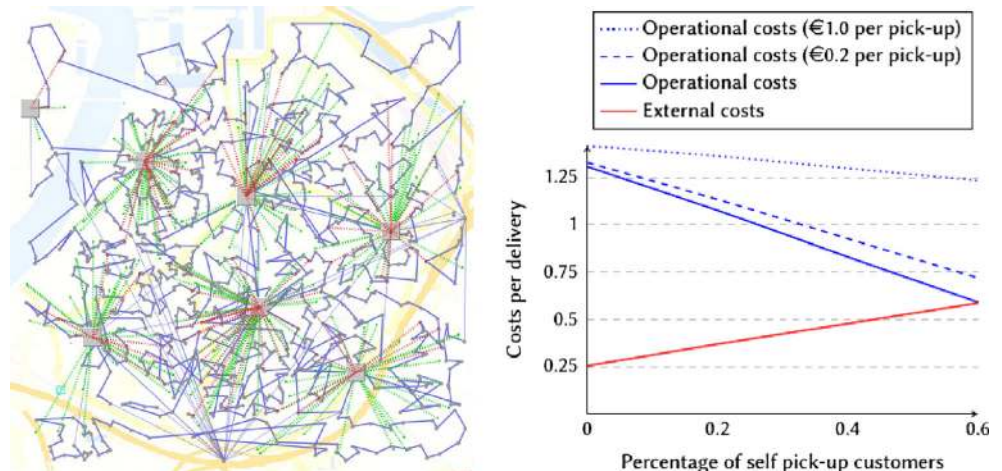 Operational costs (€1.0 per pick-up)
Operational costs (€0.2 per pick-up)
Operational costs
External costs
1.25
1
0.75
0.5
0.25
0
0.2
0.4
0.6
Costs per delivery
Percentage of self pick-up customers